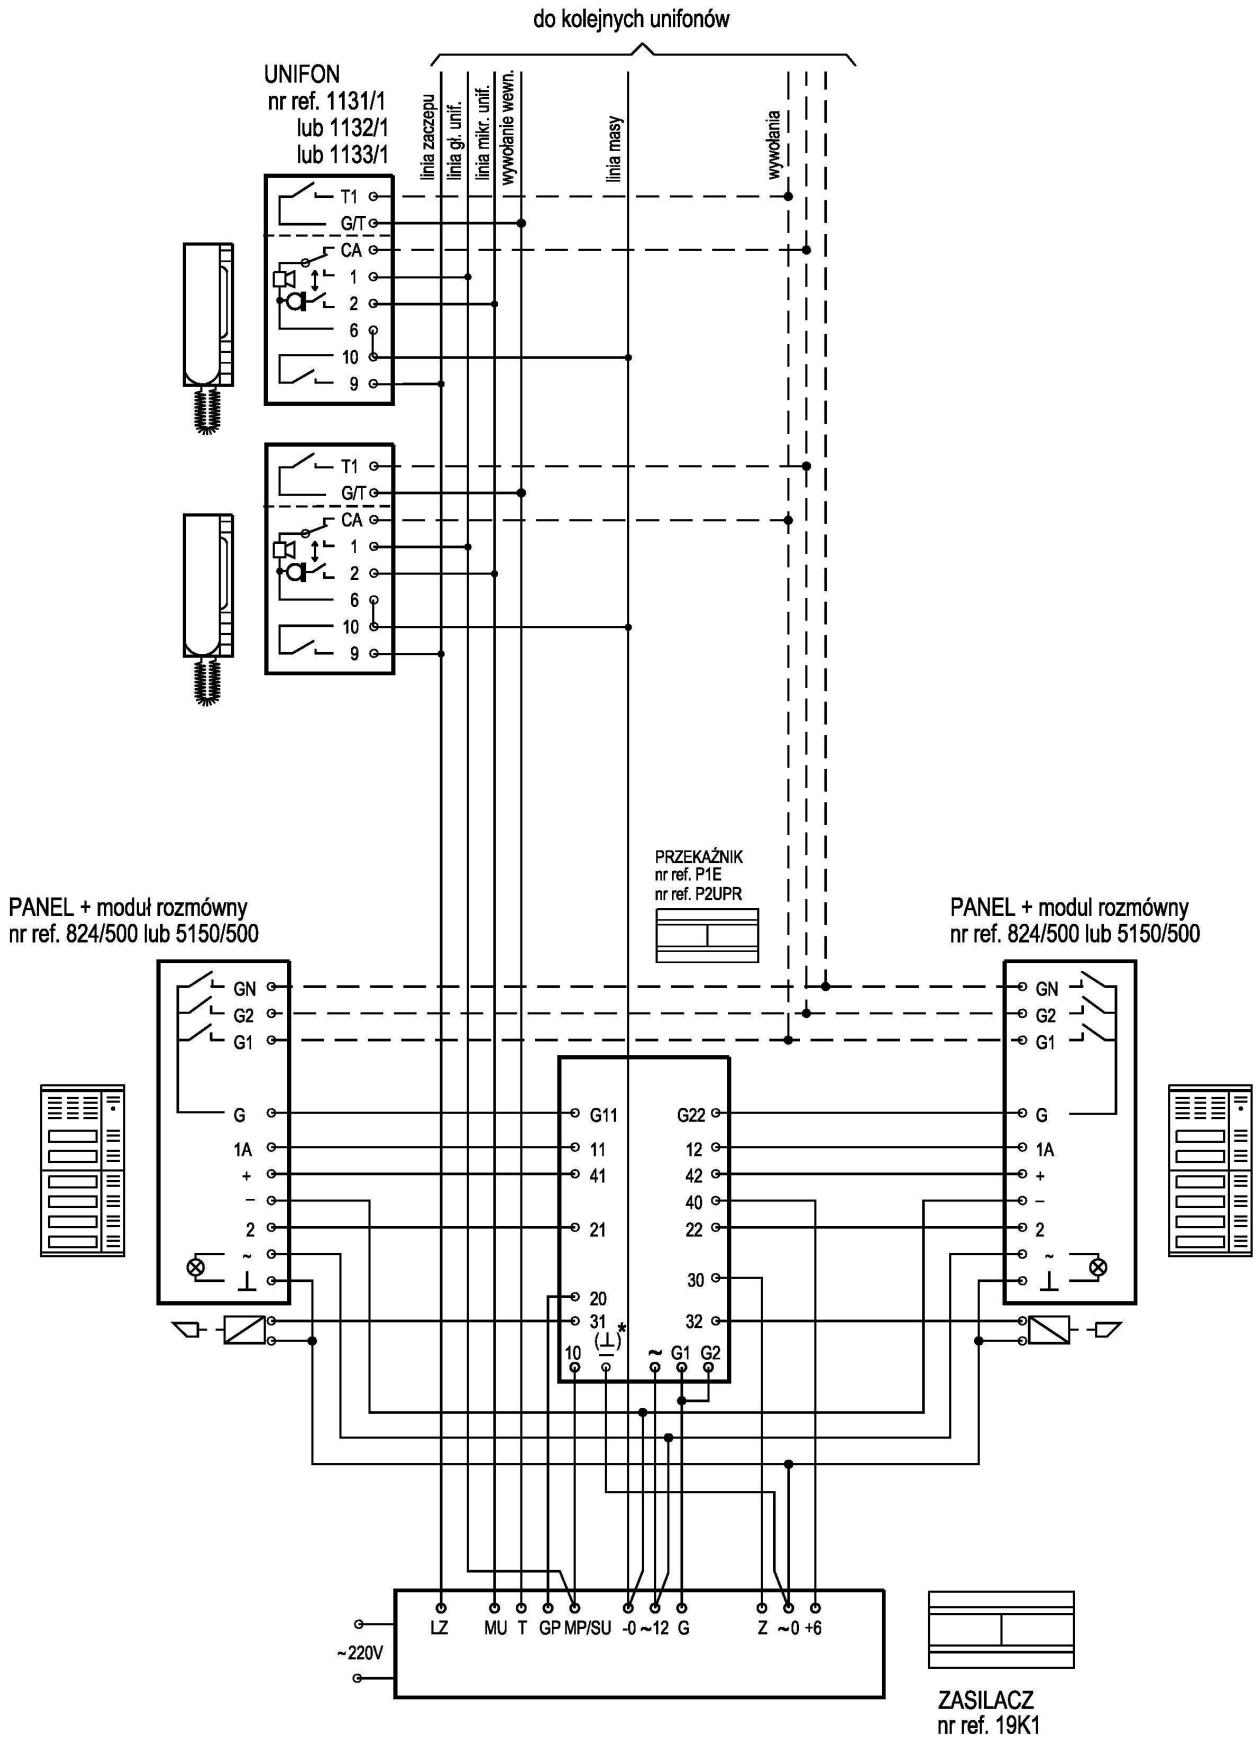 do kolejnych unifonów
UNIFON
nr ref. 1131/1
lub 1132/1
lub 1133/1
linia zaczepu
linia gł. unif.
linia mikr. unif.
wywołanie wewn.
linia masy
wywołania
T1
G/T
CA
1
2
6
10
9
T1
G/T
CA
1
2
6
10
9
PRZEKAŹNIK
nr ref. P1E
nr ref. P2UPR
PANEL + moduł rozmówny
nr ref. 824/500 lub 5150/500
PANEL + modul rozmówny
nr ref. 824/500 lub 5150/500
GN
G2
G1
G
1A
+
–
2
~
⊥
G11
11
41
21
20
31
(⊥)*
10
–
~
G1
G2
G22
12
42
40
22
30
32
GN
G2
G1
G
1A
+
–
2
~
⊥
LZ MU T GP MP/SU -0 ~12 G Z ~0 +6
~220V
ZASILACZ
nr ref. 19K1